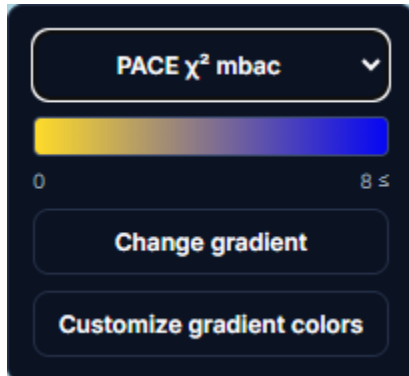 PACE χ² mbac
0 8 ≤
Change gradient
Customize gradient colors